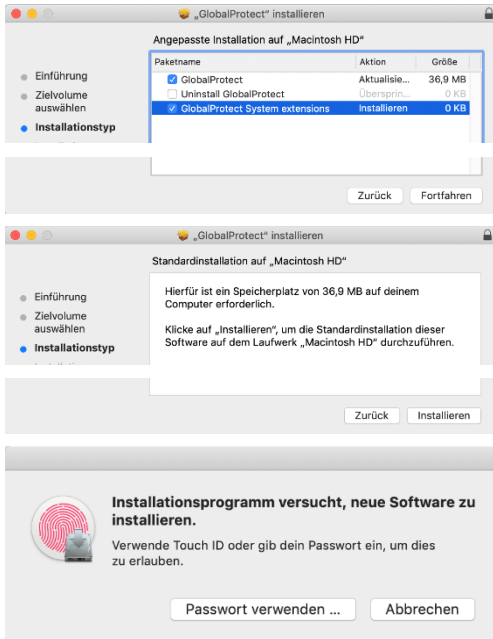 „GlobalProtect“ installieren
Angepasste Installation auf „Macintosh HD“
Paketname Aktion Größe
GlobalProtect Aktualisie... 36,9 MB
Uninstall GlobalProtect Übersprin... 0 KB
GlobalProtect System extensions Installieren 0 KB
Einführung
Zielvolume
auswählen
Installationstyp
Zurück Fortfahren
„GlobalProtect“ installieren
Standardinstallation auf „Macintosh HD“
Einführung
Zielvolume
auswählen
Installationstyp
Hierfür ist ein Speicherplatz von 36,9 MB auf deinem
Computer erforderlich.
Klicke auf „Installieren“, um die Standardinstallation dieser
Software auf dem Laufwerk „Macintosh HD“ durchzuführen.
Zurück Installieren
Installationsprogramm versucht, neue Software zu
installieren.
Verwende Touch ID oder gib dein Passwort ein, um dies
zu erlauben.
Passwort verwenden ... Abbrechen